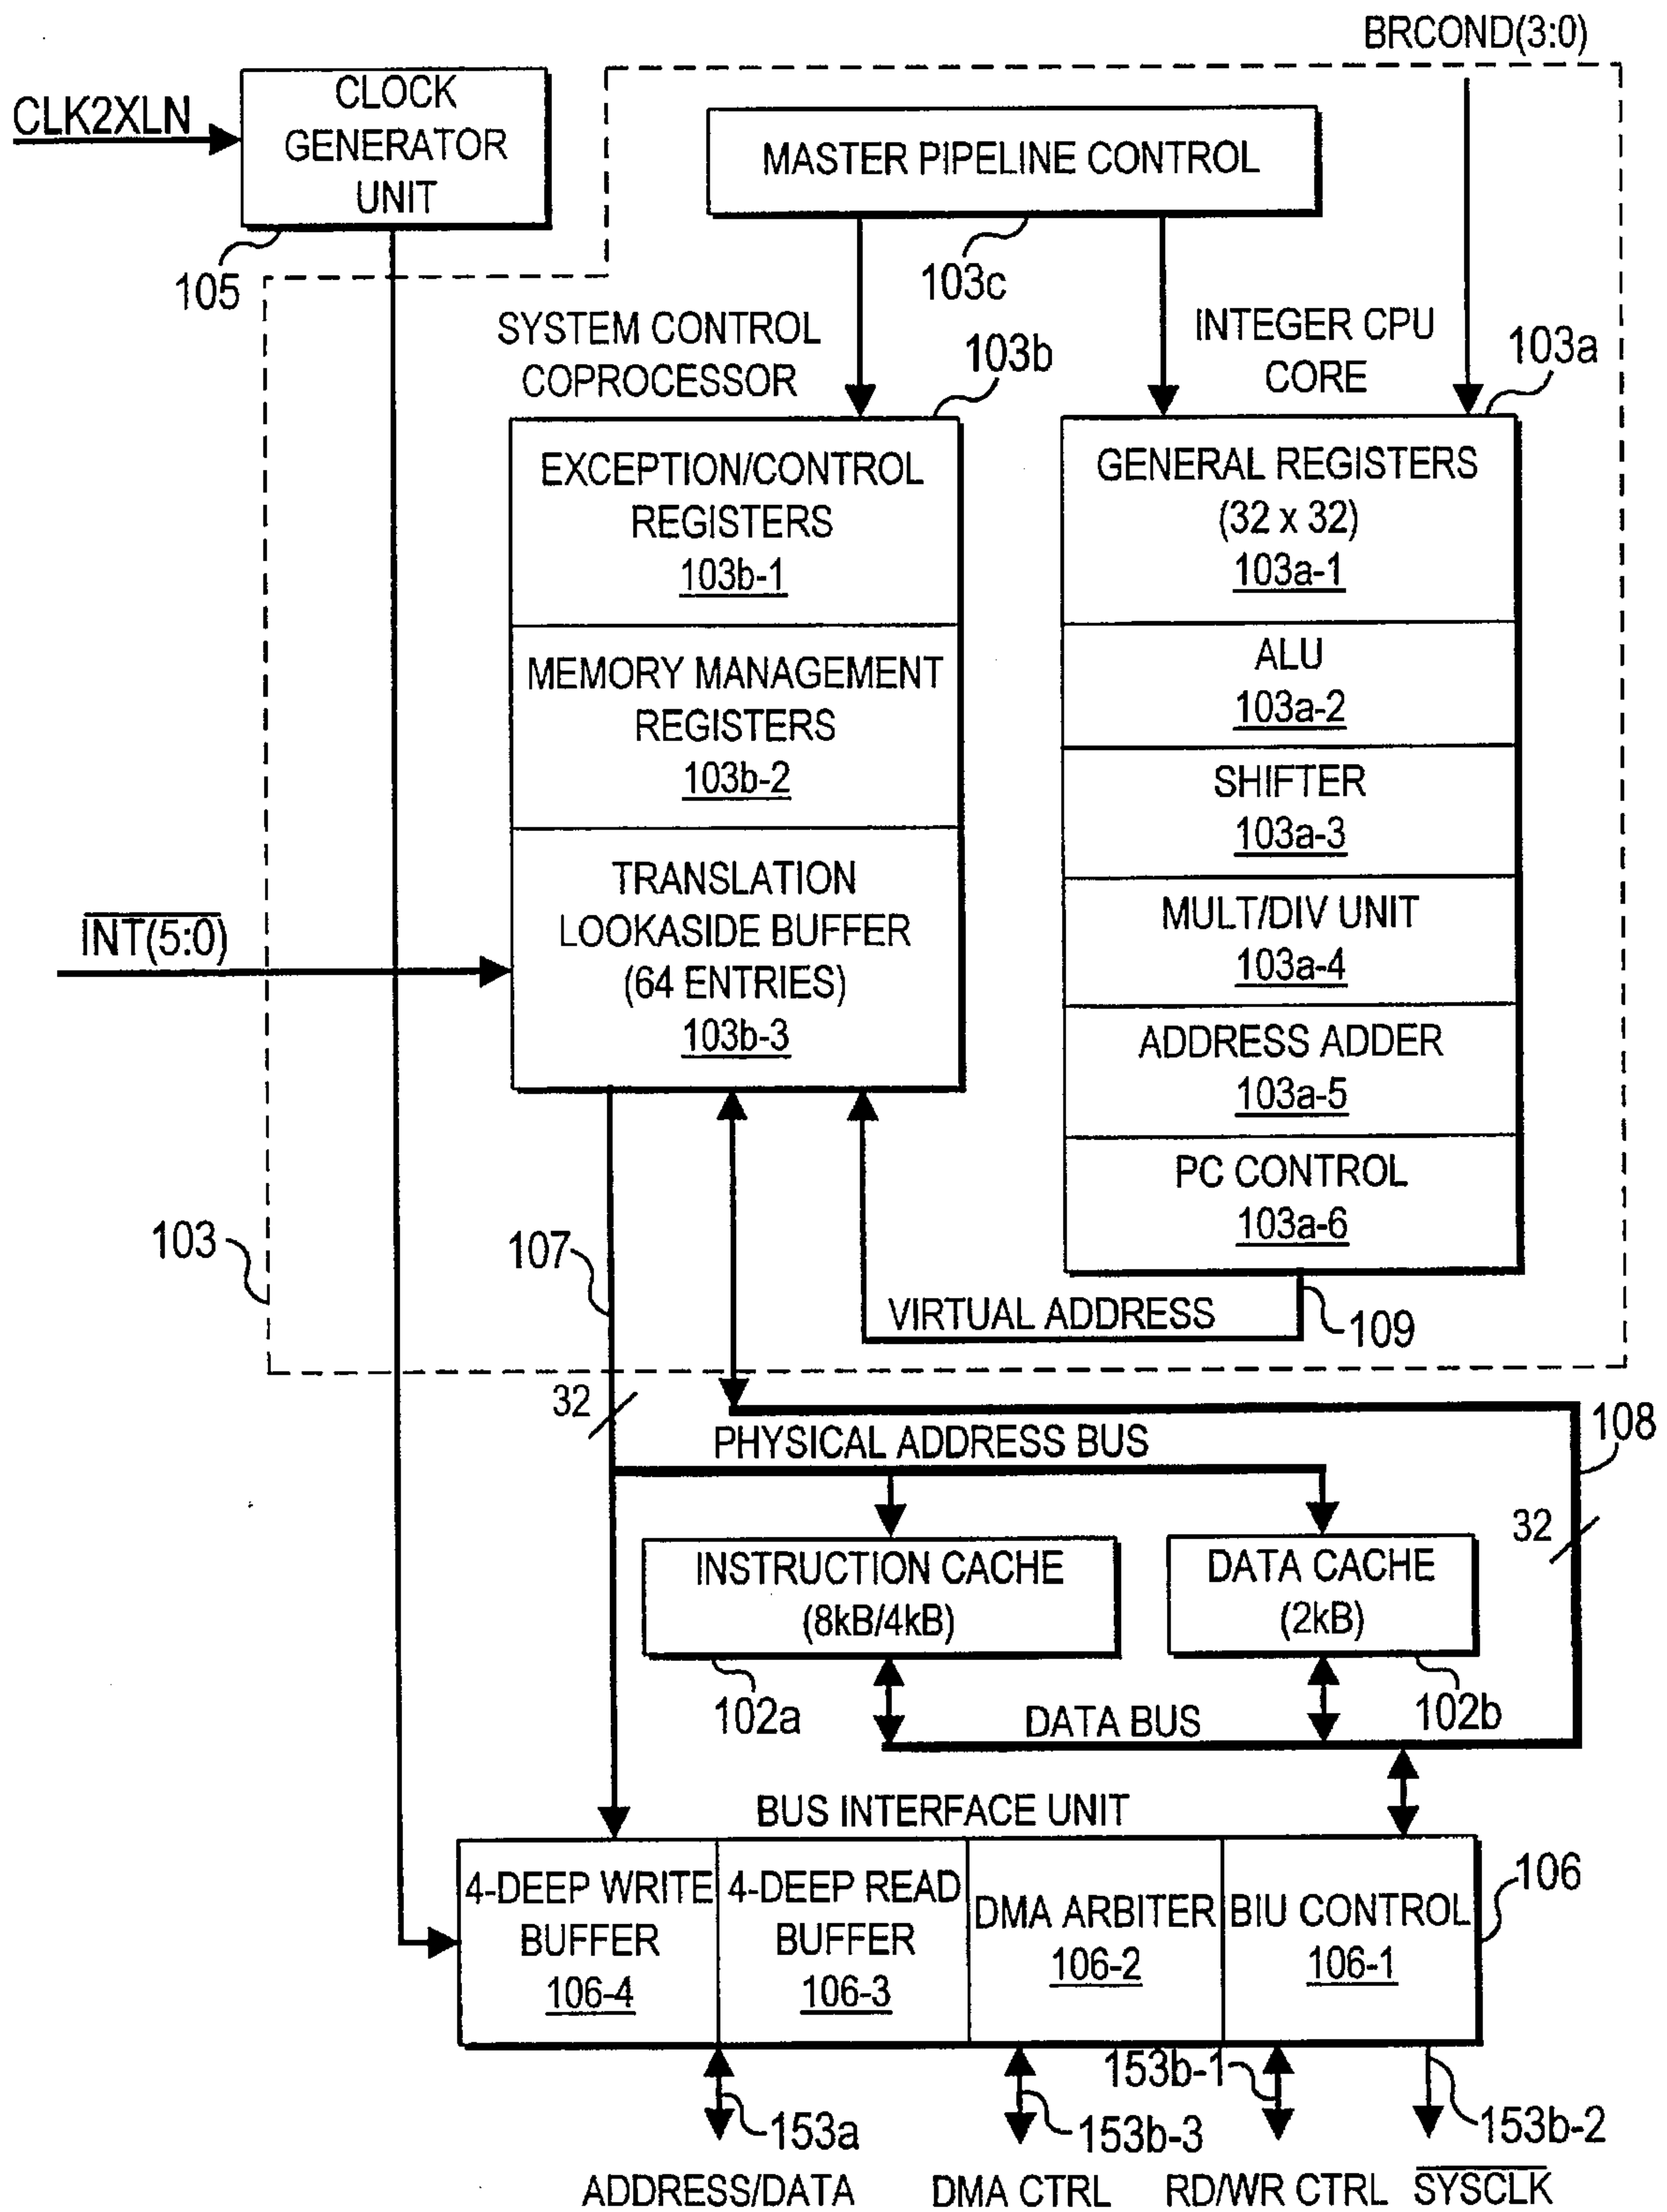 BRCOND(3:0)
CLK2XLN
CLOCK
GENERATOR
UNIT
105
MASTER PIPELINE CONTROL
103c
SYSTEM CONTROL
COPROCESSOR
103b
INTEGER CPU
CORE
103a
EXCEPTION/CONTROL
REGISTERS
103b-1
MEMORY MANAGEMENT
REGISTERS
103b-2
TRANSLATION
LOOKASIDE BUFFER
(64 ENTRIES)
103b-3
GENERAL REGISTERS
(32 x 32)
103a-1
ALU
103a-2
SHIFTER
103a-3
MULT/DIV UNIT
103a-4
ADDRESS ADDER
103a-5
PC CONTROL
103a-6
INT(5:0)
103
107
VIRTUAL ADDRESS
109
32
PHYSICAL ADDRESS BUS
108
32
INSTRUCTION CACHE
(8kB/4kB)
102a
DATA CACHE
(2kB)
102b
DATA BUS
BUS INTERFACE UNIT
4-DEEP WRITE
BUFFER
106-4
4-DEEP READ
BUFFER
106-3
DMA ARBITER
106-2
BIU CONTROL
106-1
106
153a
153b-3
153b-1
153b-2
ADDRESS/DATA
DMA CTRL
RD/WR CTRL
SYSCLK